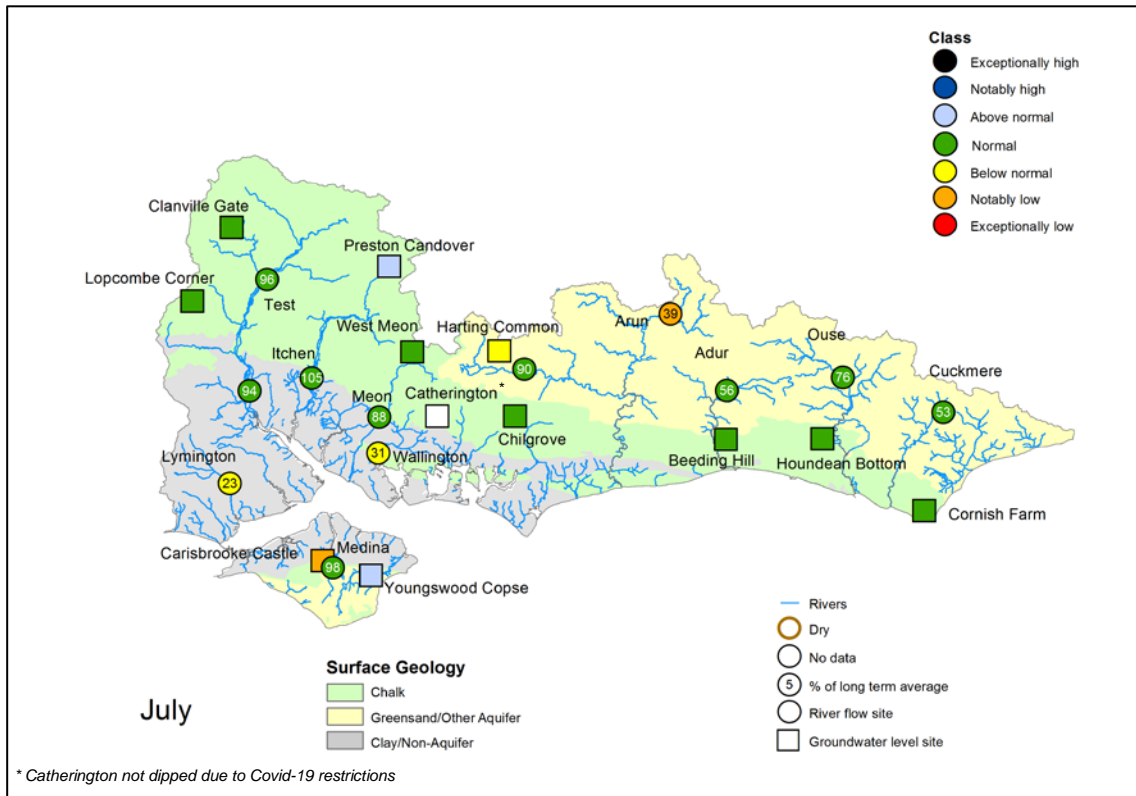 Class
Exceptionally high
Notably high
Above normal
Normal
Below normal
Notably low
Exceptionally low
Clanville Gate
Preston Candover
Lopcombe Corner
96
Test
39
Arun
West Meon
Harting Common
Ouse
Itchen
Adur
105
90
76
Cuckmere
94
Meon
Catherington
*
56
53
88
Chilgrove
Wallington
31
Beeding Hill
Houndean Bottom
Lymington
23
Cornish Farm
Carisbrooke Castle
Medina
98
Youngswood Copse
Rivers
Dry
No data
5
% of long term average
River flow site
Groundwater level site
Surface Geology
Chalk
Greensand/Other Aquifer
Clay/Non-Aquifer
July
* Catherington not dipped due to Covid-19 restrictions